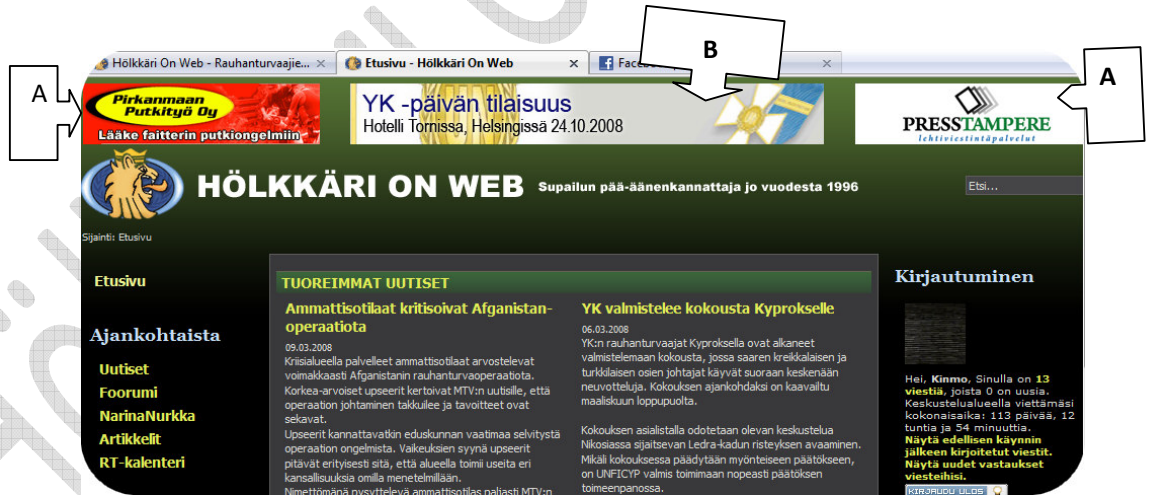 Hölkkäri On Web - Rauhanturvaajie...
Etusivu - Hölkkäri On Web
B
A
A
Pirkanmaan
Putkityö Oy
Lääke faitterin putkiongelmiin
YK -päivän tilaisuus
Hotelli Tornissa, Helsingissä 24.10.2008
PRESSTAMPERE
lehtiviestintäpalvelut
HÖLKKÄRI ON WEB
Supailun pää-äänenkannattaja jo vuodesta 1996
Etsi...
Sijainti: Etusivu
Etusivu
Ajankohtaista
Uutiset
Foorumi
NarinaNurkka
Artikkelit
RT-kalenteri
TUOREIMMAT UUTISET
Ammattisotilaat kritisoivat Afganistan-
operaatiota
09.03.2008
Kriisialueella palvelleet ammattisotilaat arvostelevat
voimakkaasti Afganistanin rauhanturvaoperaatiota.
Korkea-arvoiset upseerit kertoivat MTV:n uutisille, että
operaation johtaminen takkuilee ja tavoitteet ovat
sekavat.
Upseerit kannattavatkin eduskunnan vaatimaa selvitystä
operaation ongelmista. Vaikeuksien syynä upseerit
pitävät erityisesti sitä, että alueella toimii useita eri
kansallisuuksia omilla menetelmillään.
Nimettömänä pysyttelevä ammattisotilas paljasti MTV:n
YK valmistelee kokousta Kyprokselle
06.03.2008
YK:n rauhanturvaajat Kyproksella ovat alkaneet
valmistelemaan kokousta, jossa saaren kreikkalaisen ja
turkkilaisen osien johtajat käyvät suoraan keskenään
neuvotteluja. Kokouksen ajankohdaksi on kaavailtu
maaliskuun loppupuolta.
Kokouksen asialistalla odotetaan olevan keskustelua
Nikosiassa sijaitsevan Ledra-kadun risteyksen avaaminen.
Mikäli kokouksessa päädytään myönteiseen päätökseen,
on UNFICYP valmis toimimaan nopeasti päätöksen
toimeenpanossa.
Kirjautuminen
Hei, Kinmo, Sinulla on 13
viestiä, joista 0 on uusia.
Keskustelualueella viettämäsi
kokonaisaika: 113 päivää, 12
tuntia ja 54 minuuttia.
Näytä edellisen käynnin
jälkeen kirjoitetut viestit.
Näytä uudet vastaukset
viesteihisi.
KIRJAUDU ULOS